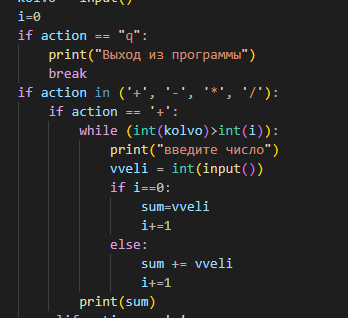 kolvo = input()
i=0
if action == "q":
print("Выход из программы")
break
if action in ('+', '-', '*', '/'):
if action == '+':
while (int(kolvo)>int(i)):
print("введите число")
vveli = int(input())
if i==0:
sum=vveli
i+=1
else:
sum += vveli
i+=1
print(sum)